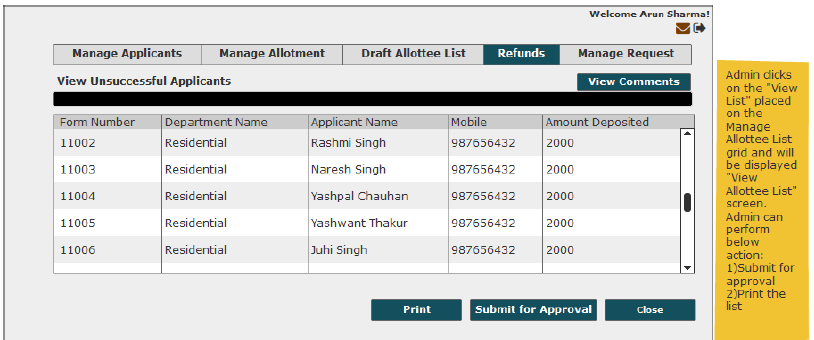 Welcome Arun Sharma!
Manage Applicants Manage Allotment Draft Allottee List Refunds Manage Request
View Unsuccessful Applicants View Comments
Form Number Department Name Applicant Name Mobile Amount Deposited
11002 Residential Rashmi Singh 987656432 2000
11003 Residential Naresh Singh 987656432 2000
11004 Residential Yashpal Chauhan 987656432 2000
11005 Residential Yashwant Thakur 987656432 2000
11006 Residential Juhi Singh 987656432 2000
Print Submit for Approval Close
Admin clicks
on the "View
List" placed
on the
Manage
Allottee List
grid and will
be displayed
"View
Allottee List"
screen.
Admin can
perform
below
action:
1)Submit for
approval
2)Print the
list